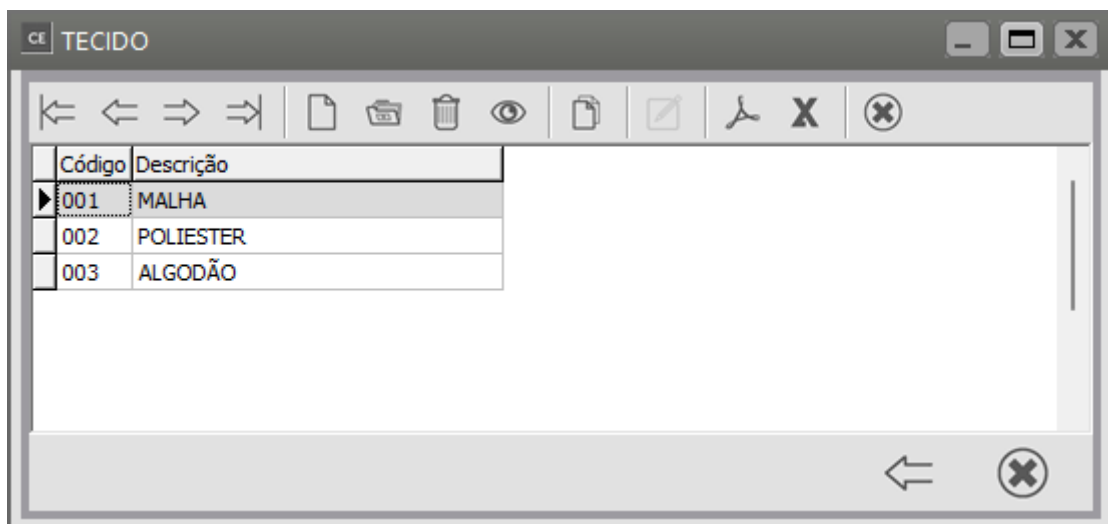 CE TECIDO
Código Descrição
001 MALHA
002 POLIESTER
003 ALGODÃO